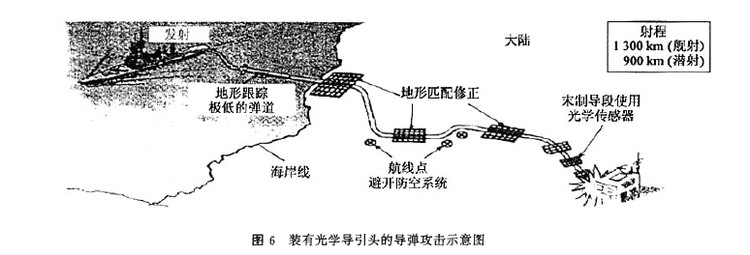 发射
大陆
射程
1 300 km (舰射)
900 km (潜射)
地形跟踪
极低的弹道
地形匹配修正
末制导段使用
光学传感器
海岸线
航线点
避开防空系统
图 6 装有光学导引头的导弹攻击示意图